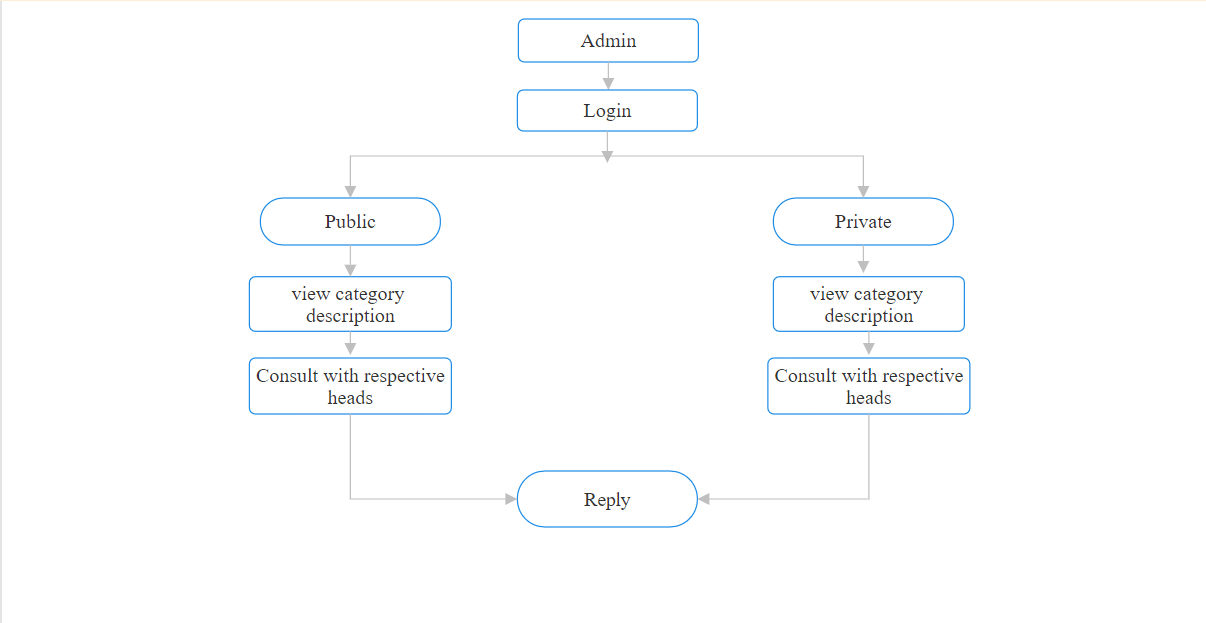 Admin
Login
Public
Private
view category
description
view category
description
Consult with respective
heads
Consult with respective
heads
Reply